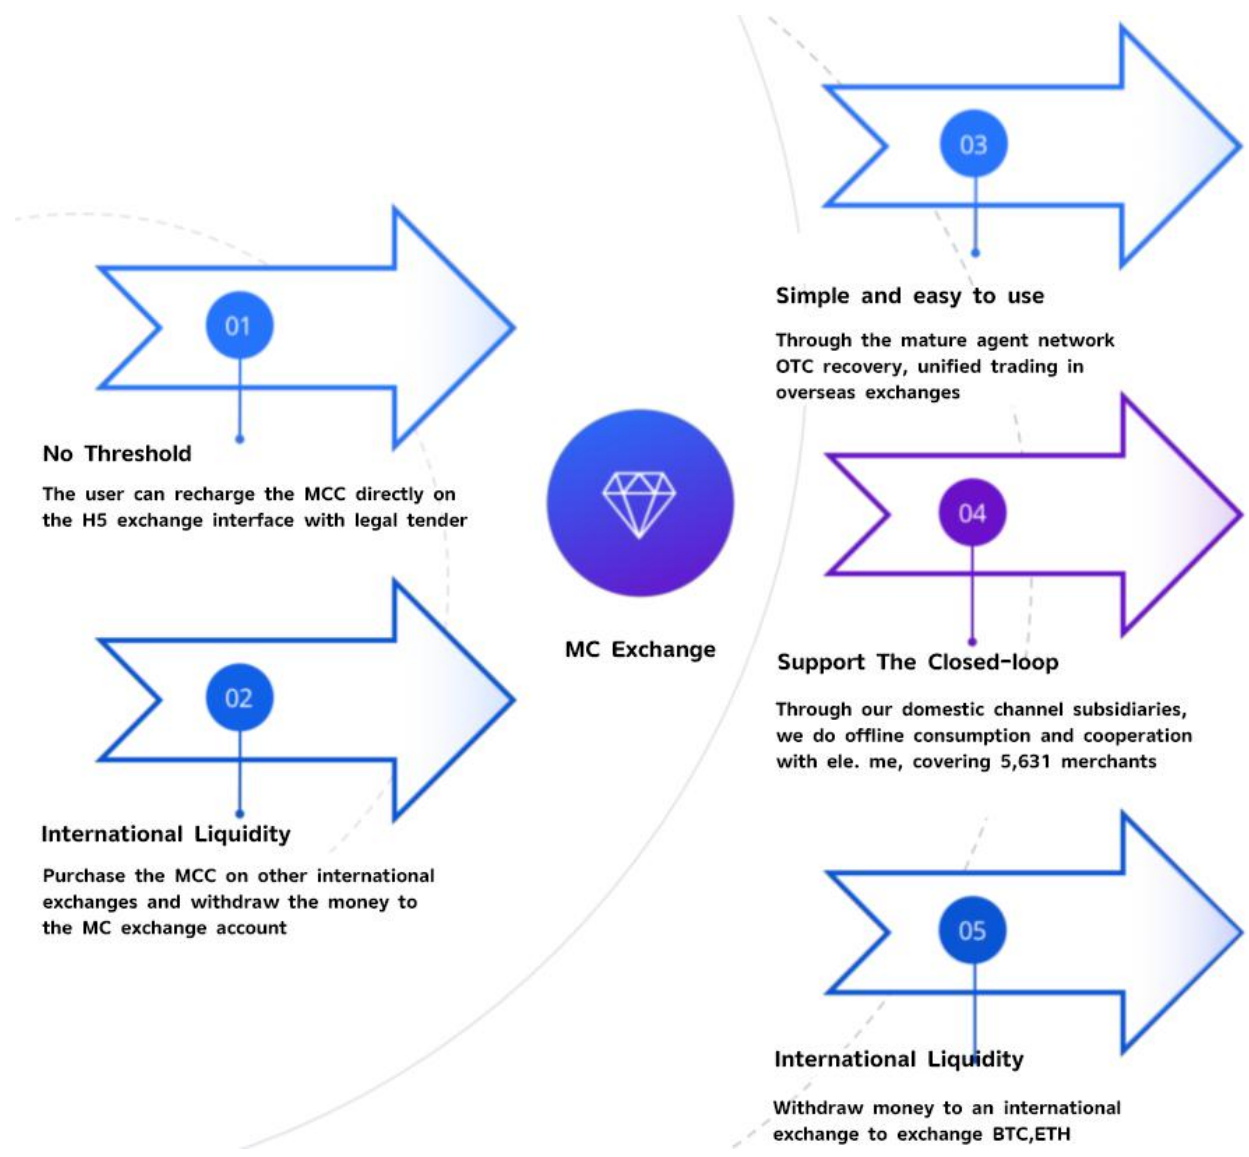 01
No Threshold
The user can recharge the MCC directly on
the H5 exchange interface with legal tender
02
International Liquidity
Purchase the MCC on other international
exchanges and withdraw the money to
the MC exchange account
MC Exchange
03
Simple and easy to use
Through the mature agent network
OTC recovery, unified trading in
overseas exchanges
04
Support The Closed-loop
Through our domestic channel subsidiaries,
we do offline consumption and cooperation
with ele. me, covering 5,631 merchants
05
International Liquidity
Withdraw money to an international
exchange to exchange BTC,ETH